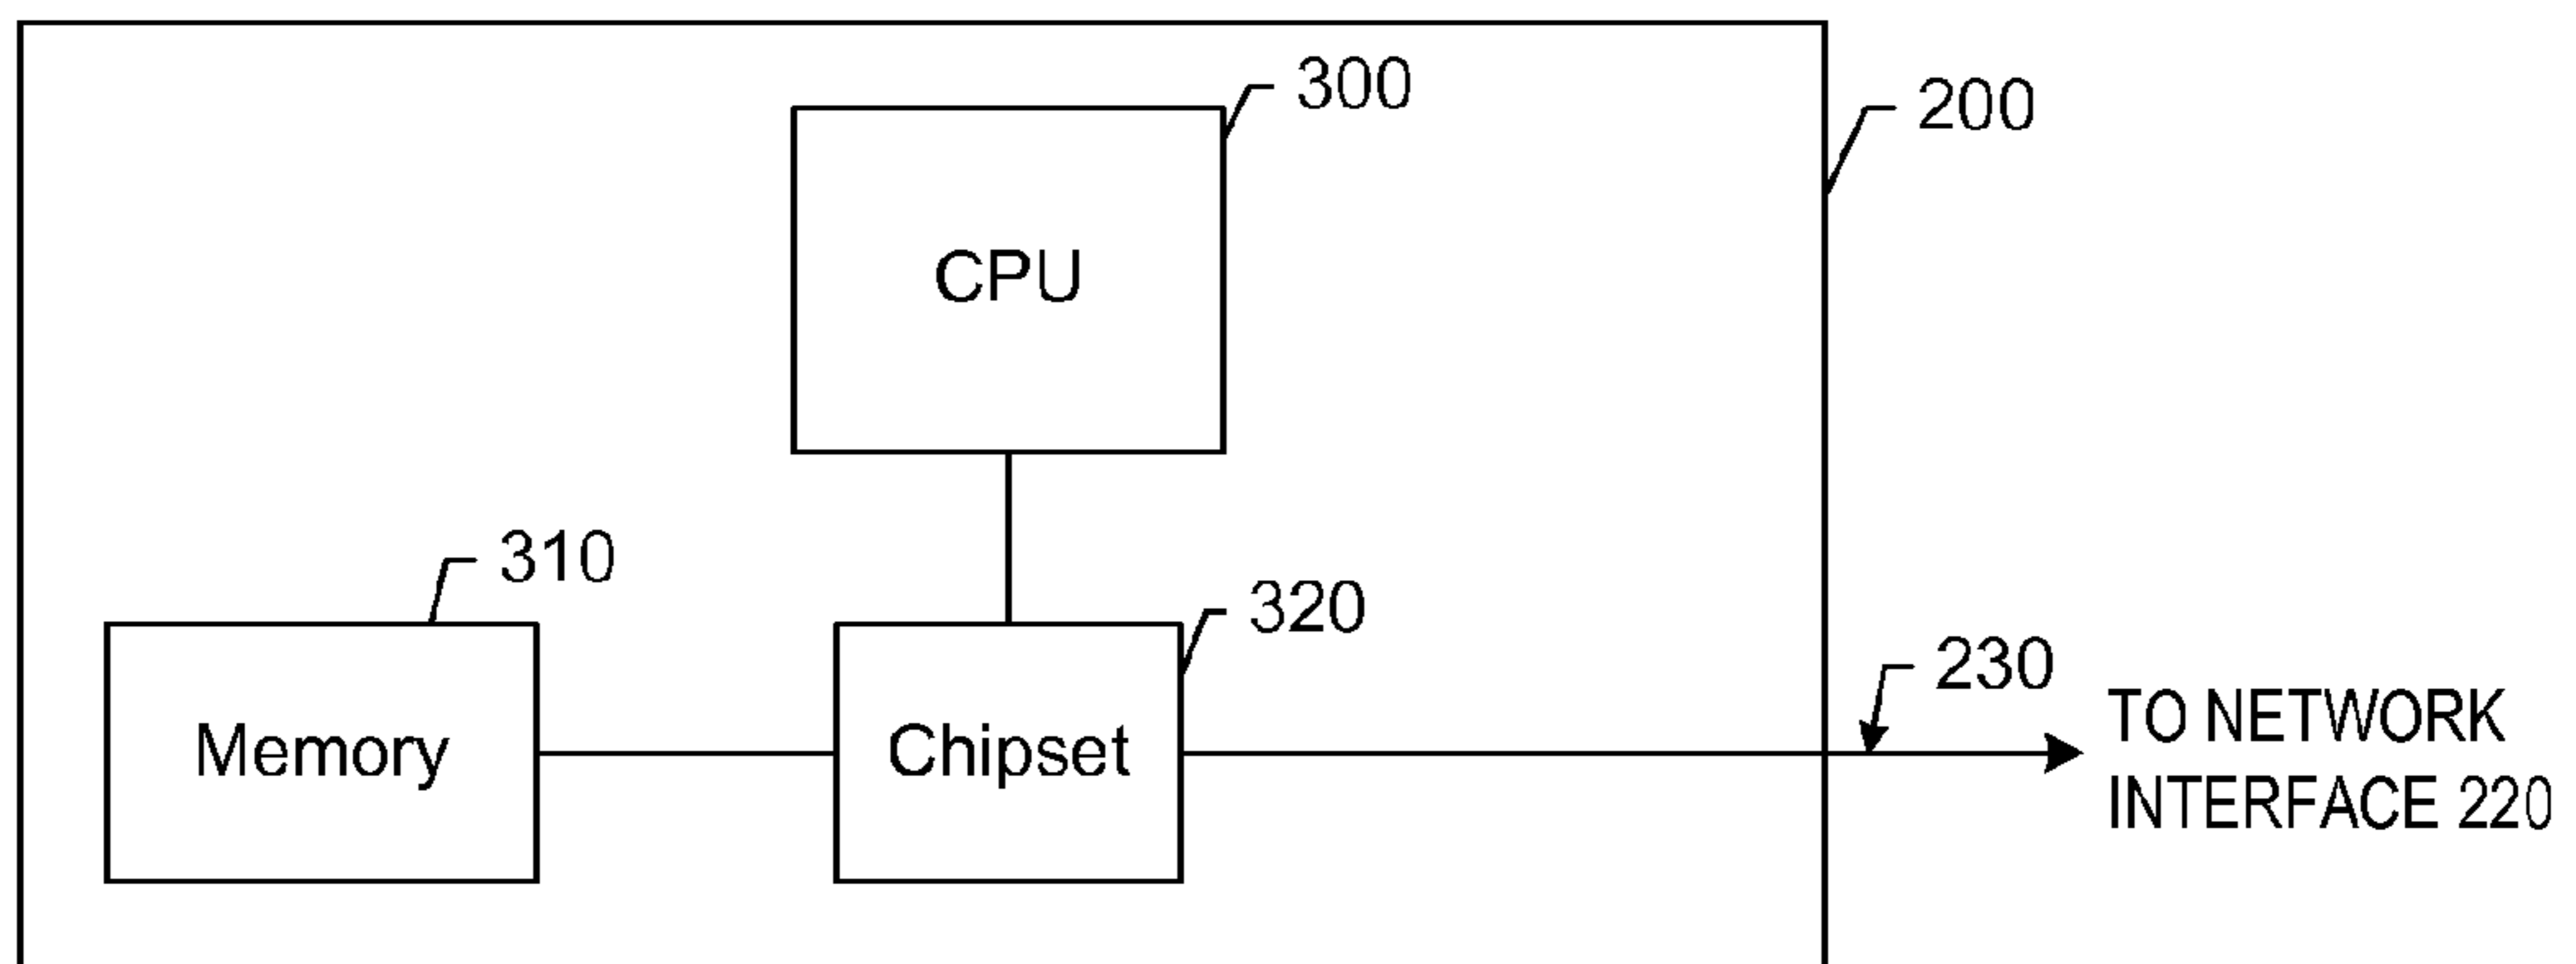 300
200
CPU
310
320
230
Memory
Chipset
TO NETWORK
INTERFACE 220